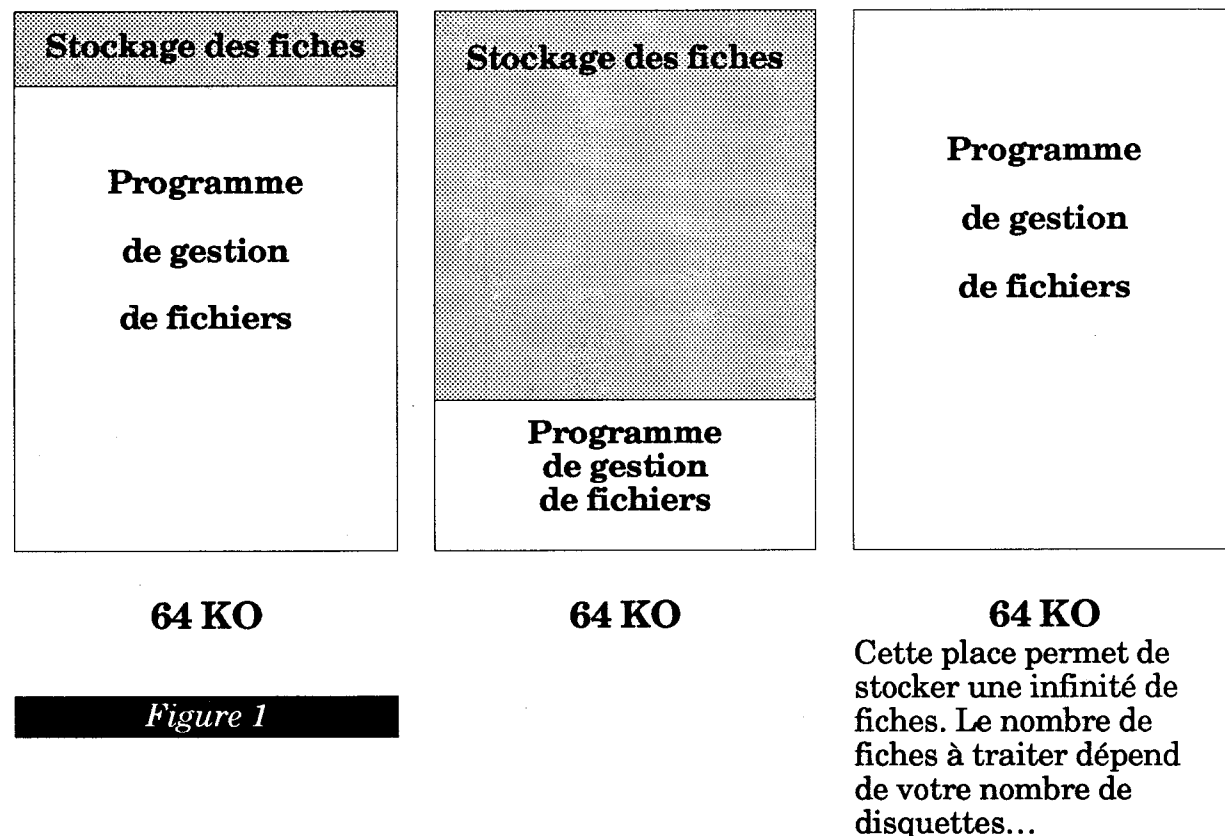 Stockage des fiches
Programme
de gestion
de fichiers
64 KO
Figure 1
Stockage des fiches
Programme
de gestion
de fichiers
64 KO
Programme
de gestion
de fichiers
64 KO
Cette place permet de
stocker une infinité de
fiches. Le nombre de
fiches à traiter dépend
de votre nombre de
disquettes...